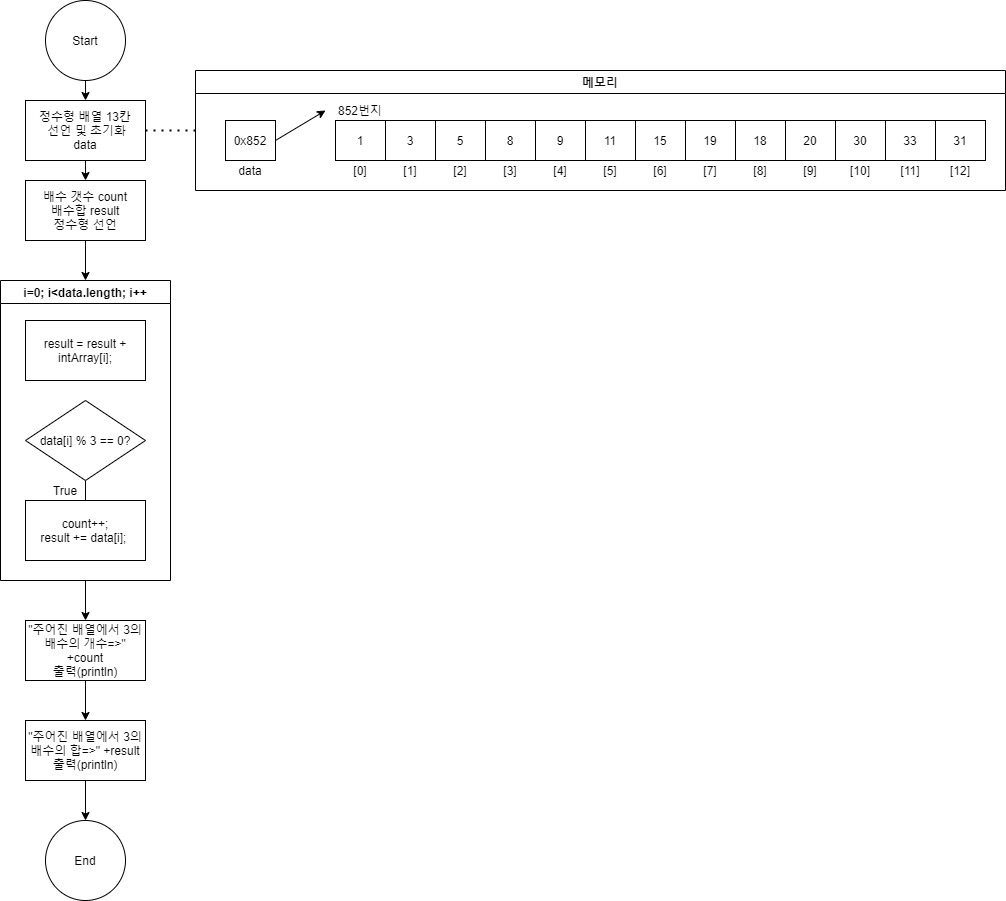 Start
정수형 배열 13칸
선언 및 초기화
data
메모리
852번지
0x852
1 3 5 8 9 11 15 19 18 20 30 33 31
data
[0] [1] [2] [3] [4] [5] [6] [7] [8] [9] [10] [11] [12]
배수 갯수 count
배수합 result
정수형 선언
i=0; i<data.length; i++
result = result +
intArray[i];
data[i] % 3 == 0?
True
count++;
result += data[i];
"주어진 배열에서 3의
배수의 개수=>"
+count
출력(println)
"주어진 배열에서 3의
배수의 합=>" +result
출력(println)
End